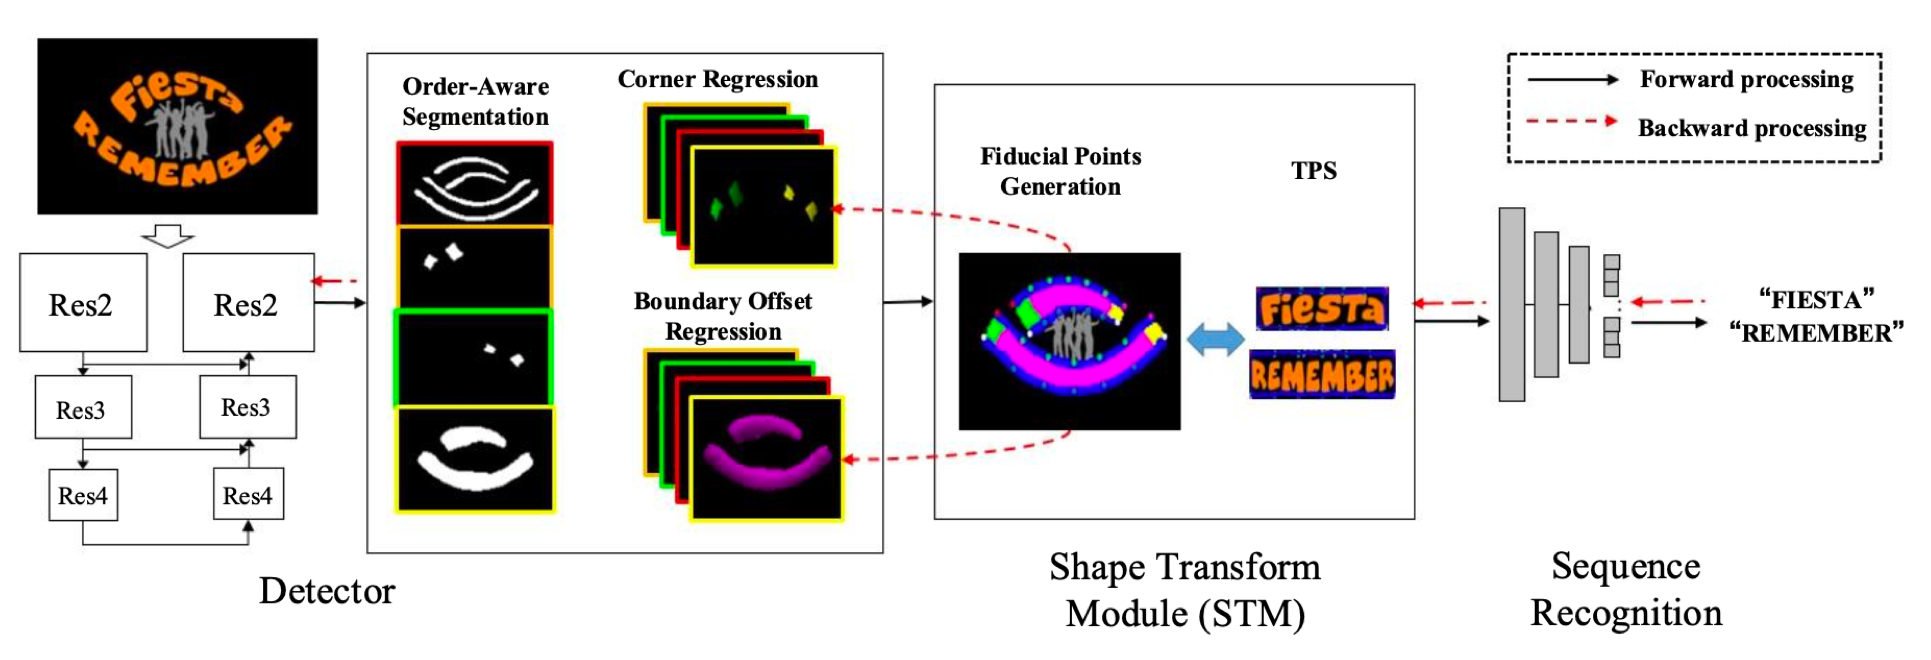 Fiesta
REMEMBER
Res2
Res2
Res3
Res3
Res4
Res4
Detector
Order-Aware
Segmentation
Corner Regression
Boundary Offset
Regression
Fiducial Points
Generation
TPS
Fiesta
REMEMBER
Shape Transform
Module (STM)
Forward processing
Backward processing
“FIESTA”
“REMEMBER”
Sequence
Recognition